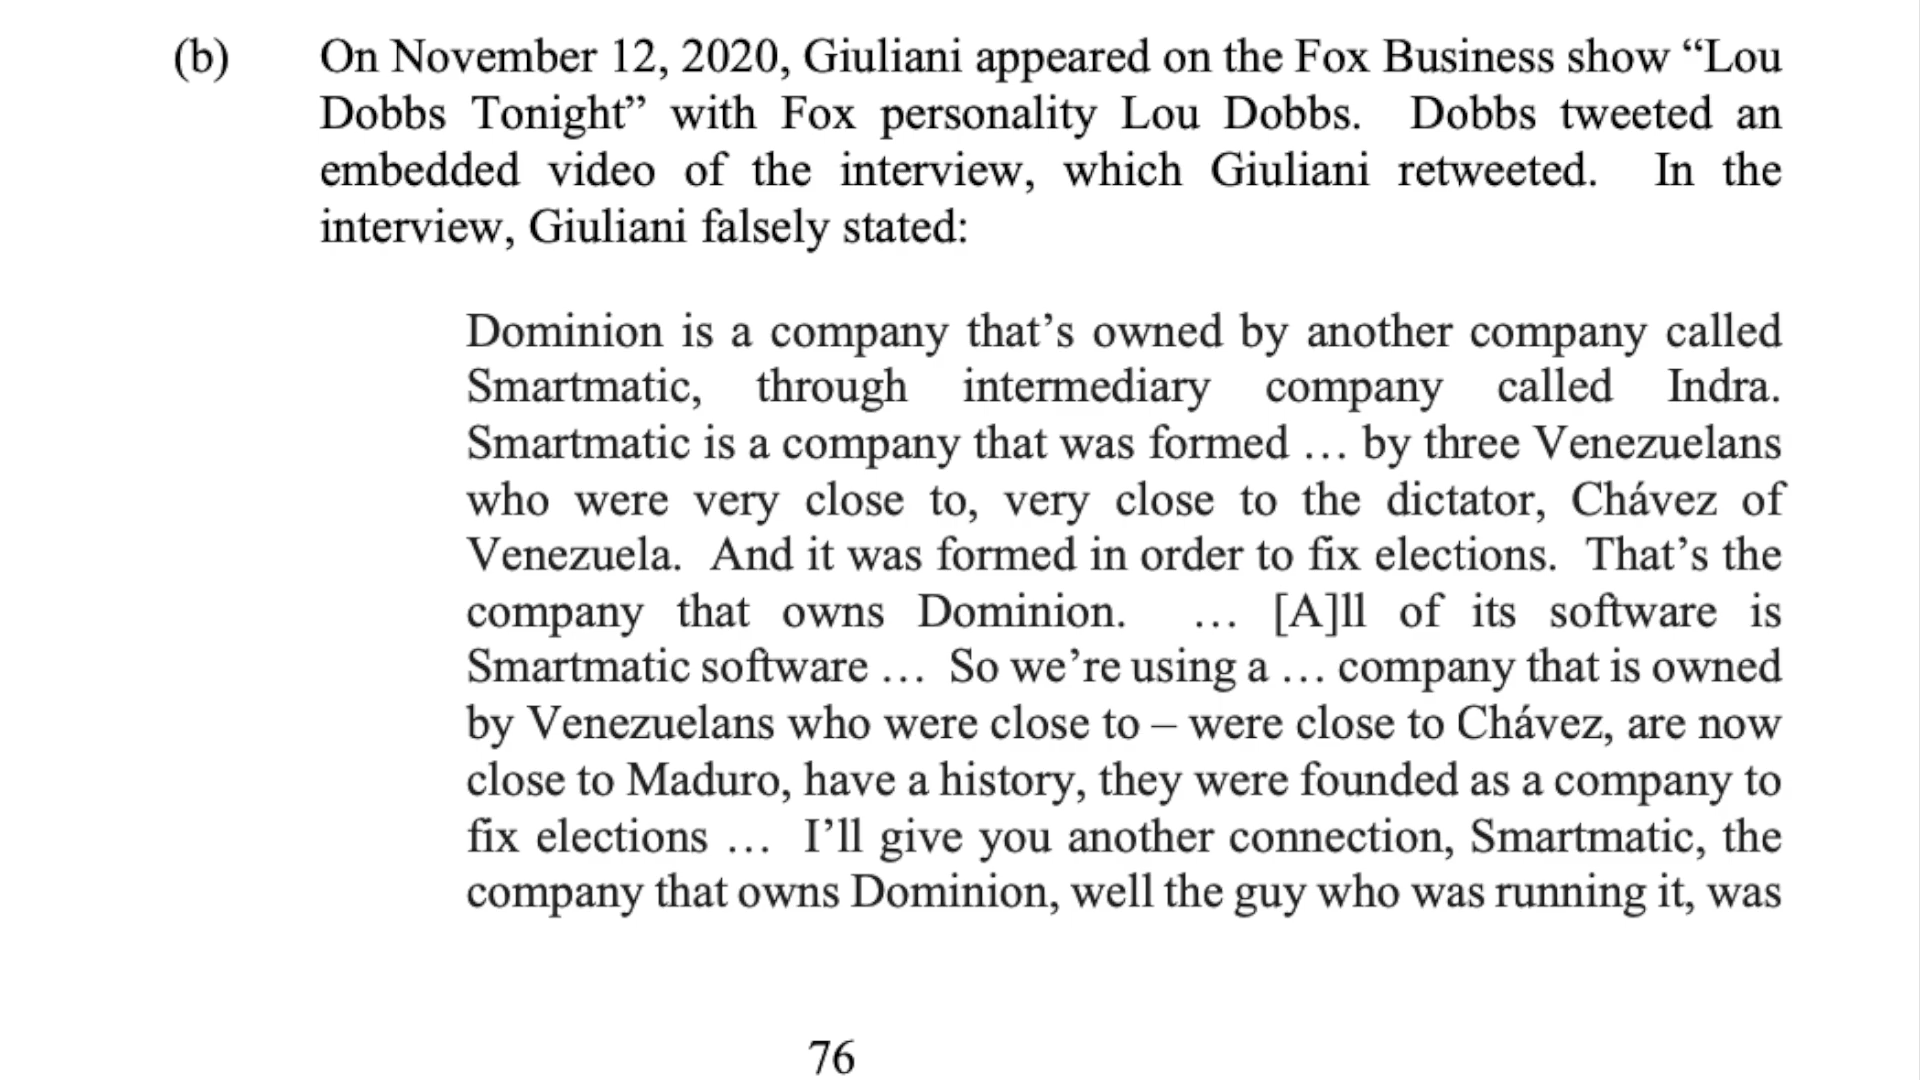 (b) On November 12, 2020, Giuliani appeared on the Fox Business show “Lou
Dobbs Tonight” with Fox personality Lou Dobbs. Dobbs tweeted an
embedded video of the interview, which Giuliani retweeted. In the
interview, Giuliani falsely stated:
Dominion is a company that’s owned by another company called
Smartmatic, through intermediary company called Indra.
Smartmatic is a company that was formed … by three Venezuelans
who were very close to, very close to the dictator, Chávez of
Venezuela. And it was formed in order to fix elections. That’s the
company that owns Dominion. … [A]ll of its software is
Smartmatic software … So we’re using a … company that is owned
by Venezuelans who were close to – were close to Chávez, are now
close to Maduro, have a history, they were founded as a company to
fix elections … I’ll give you another connection, Smartmatic, the
company that owns Dominion, well the guy who was running it, was
76